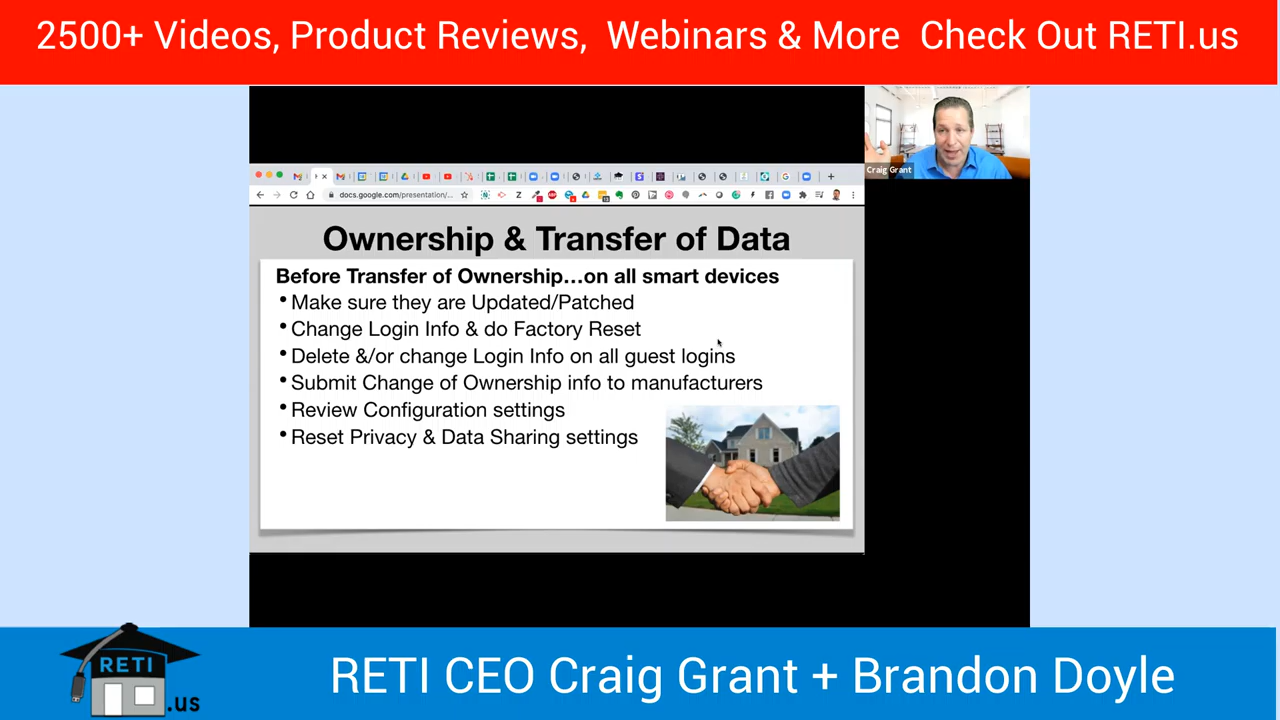 2500+ Videos, Product Reviews,  Webinars & More  Check Out RETI.us
Craig Grant
docs.google.com/presentation/...
Ownership & Transfer of Data
Before Transfer of Ownership...on all smart devices
• Make sure they are Updated/Patched
• Change Login Info & do Factory Reset
• Delete &/or change Login Info on all guest logins
• Submit Change of Ownership info to manufacturers
• Review Configuration settings
• Reset Privacy & Data Sharing settings
RETI
.us
RETI CEO Craig Grant + Brandon Doyle